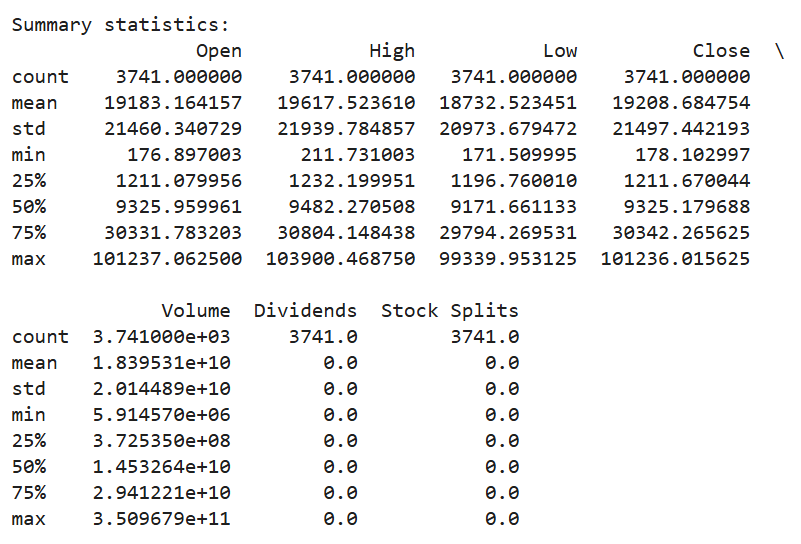 Summary statistics:
Open High Low Close \
count 3741.000000 3741.000000 3741.000000 3741.000000
mean 19183.164157 19617.523610 18732.523451 19208.684754
std 21460.340729 21939.784857 20973.679472 21497.442193
min 176.897003 211.731003 171.509995 178.102997
25% 1211.079956 1232.199951 1196.760010 1211.670044
50% 9325.959961 9482.270508 9171.661133 9325.179688
75% 30331.783203 30804.148438 29794.269531 30342.265625
max 101237.062500 103900.468750 99339.953125 101236.015625
Volume Dividends Stock Splits
count 3.741000e+03 3741.0 3741.0
mean 1.839531e+10 0.0 0.0
std 2.014489e+10 0.0 0.0
min 5.914570e+06 0.0 0.0
25% 3.725350e+08 0.0 0.0
50% 1.453264e+10 0.0 0.0
75% 2.941221e+10 0.0 0.0
max 3.509679e+11 0.0 0.0